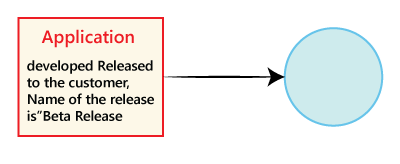 Application
developed Released
to the customer,
Name of the release
is"Beta Release